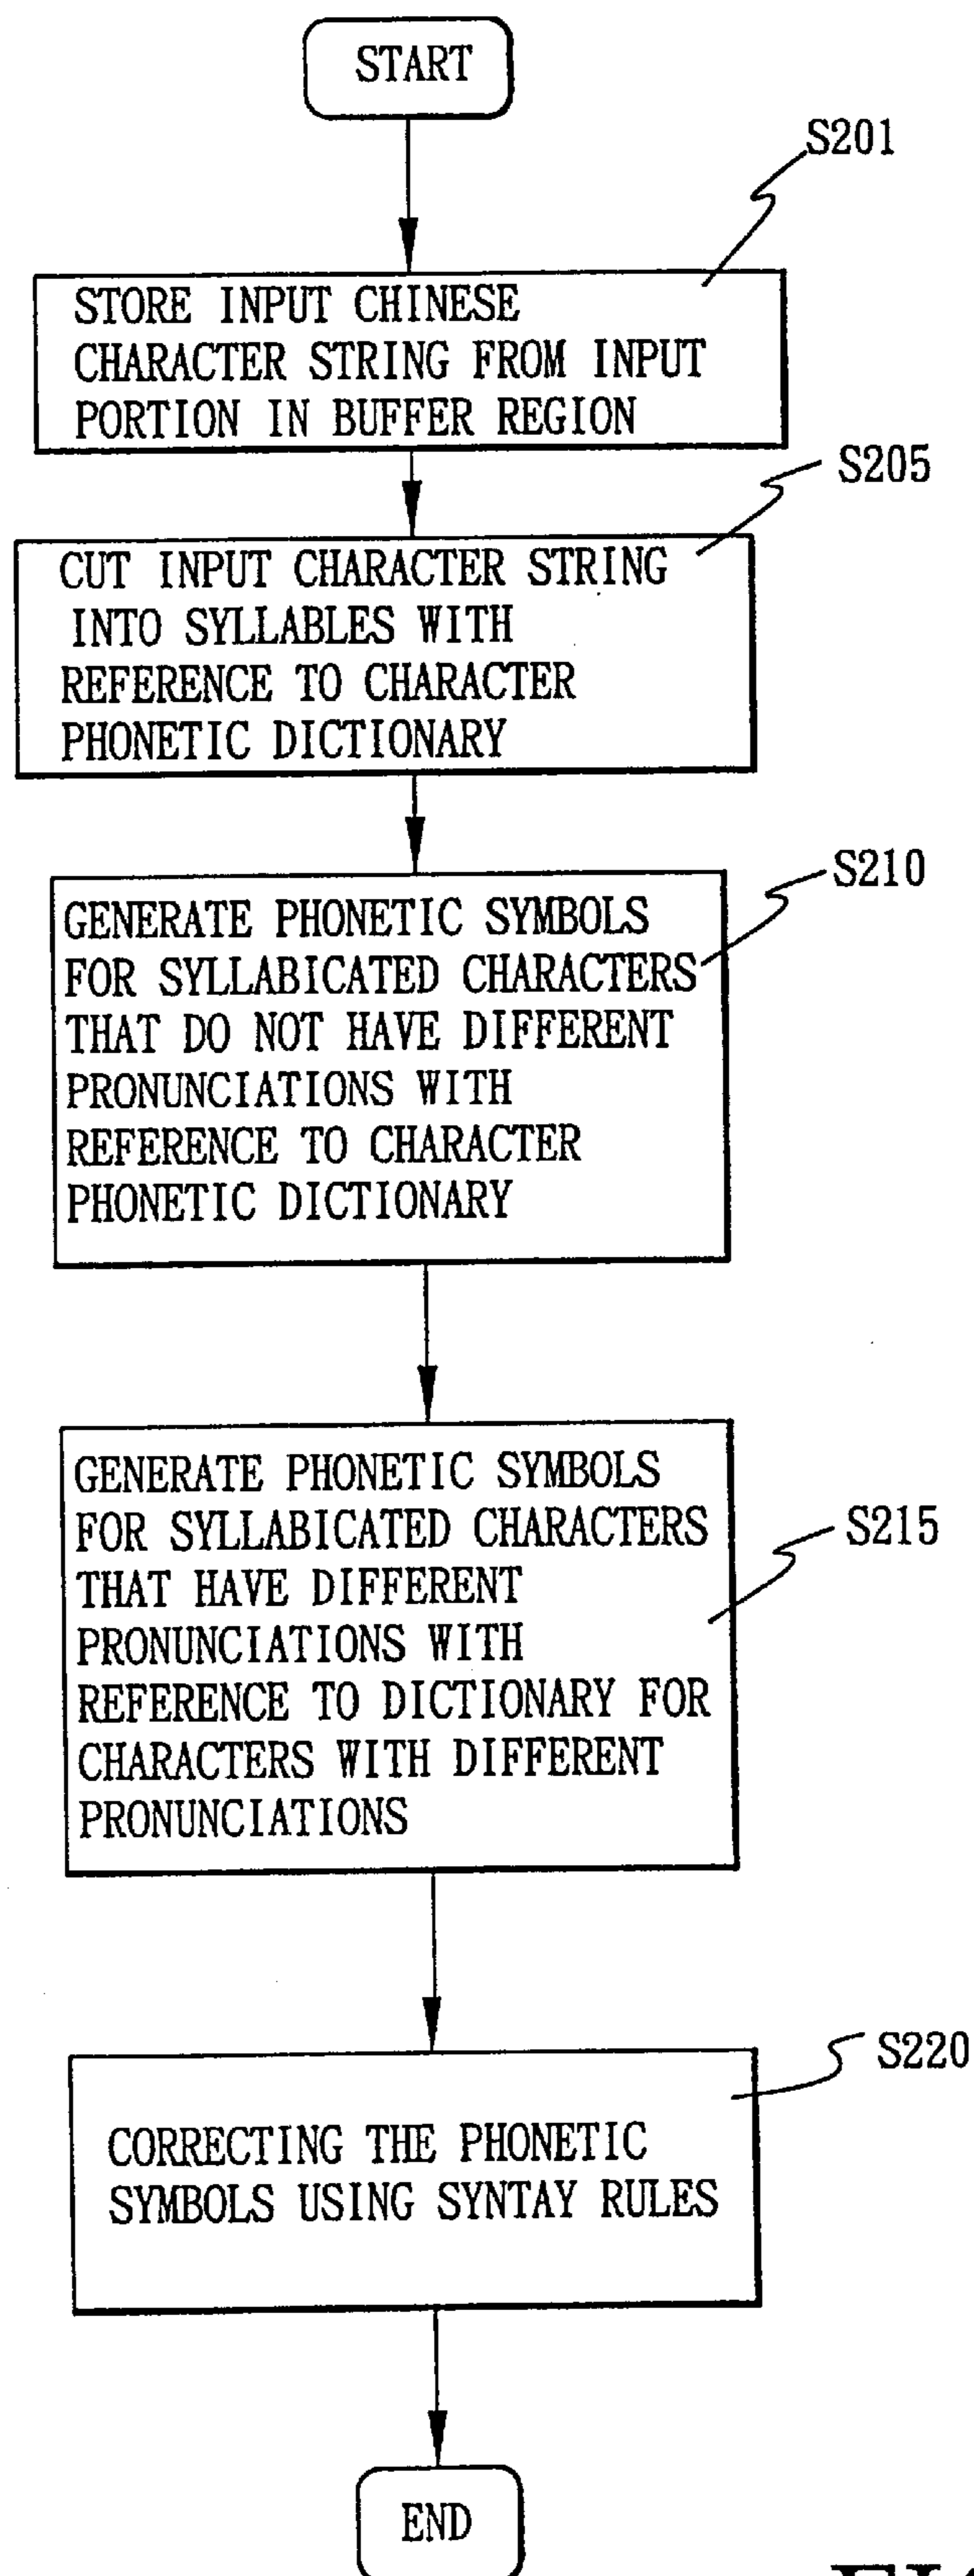 START
S201
STORE INPUT CHINESE
CHARACTER STRING FROM INPUT
PORTION IN BUFFER REGION
S205
CUT INPUT CHARACTER STRING
INTO SYLLABLES WITH
REFERENCE TO CHARACTER
PHONETIC DICTIONARY
S210
GENERATE PHONETIC SYMBOLS
FOR SYLLABICATED CHARACTERS
THAT DO NOT HAVE DIFFERENT
PRONUNCIATIONS WITH
REFERENCE TO CHARACTER
PHONETIC DICTIONARY
GENERATE PHONETIC SYMBOLS
FOR SYLLABICATED CHARACTERS
THAT HAVE DIFFERENT
PRONUNCIATIONS WITH
REFERENCE TO DICTIONARY FOR
CHARACTERS WITH DIFFERENT
PRONUNCIATIONS
S215
S220
CORRECTING THE PHONETIC
SYMBOLS USING SYNTAY RULES
END